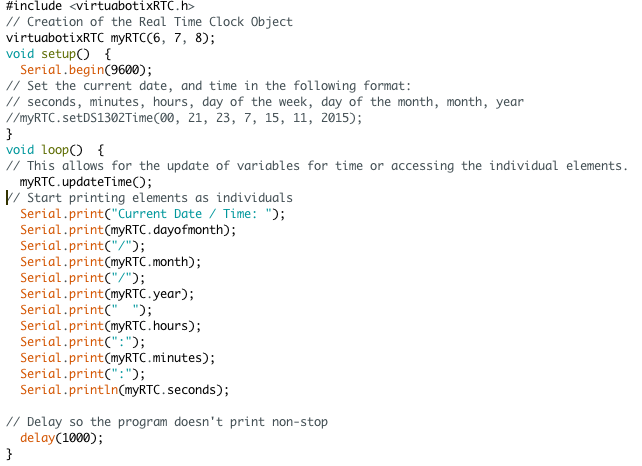 #include <virtuabotixRTC.h>
// Creation of the Real Time Clock Object
virtuabotixRTC myRTC(6, 7, 8);
void setup()  {
  Serial.begin(9600);
// Set the current date, and time in the following format:
// seconds, minutes, hours, day of the week, day of the month, month, year
//myRTC.setDS1302Time(00, 21, 23, 7, 15, 11, 2015);
}
void loop()  {
// This allows for the update of variables for time or accessing the individual elements.
  myRTC.updateTime();
// Start printing elements as individuals
  Serial.print("Current Date / Time: ");
  Serial.print(myRTC.dayofmonth);
  Serial.print("/");
  Serial.print(myRTC.month);
  Serial.print("/");
  Serial.print(myRTC.year);
  Serial.print("  ");
  Serial.print(myRTC.hours);
  Serial.print(":");
  Serial.print(myRTC.minutes);
  Serial.print(":");
  Serial.println(myRTC.seconds);

// Delay so the program doesn't print non-stop
  delay(1000);
}